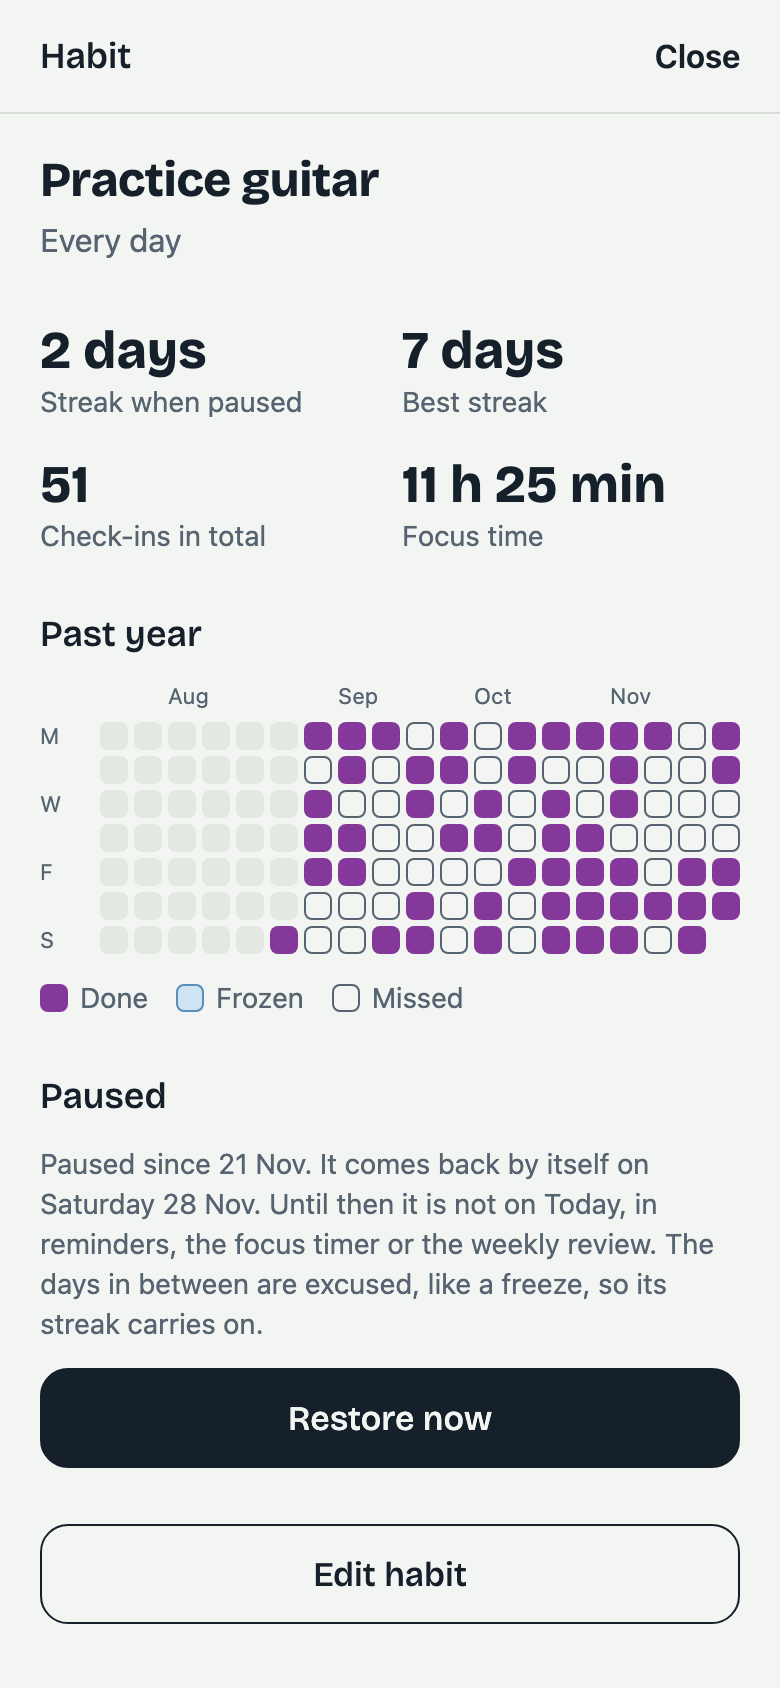 Habit
Close
Practice guitar
Every day
2 days
7 days
Streak when paused
Best streak
51
11 h 25 min
Check-ins in total
Focus time
Past year
Aug
Sep
Oct
Nov
M
W
F
S
Done
Frozen
Missed
Paused
Paused since 21 Nov. It comes back by itself on
Saturday 28 Nov. Until then it is not on Today, in
reminders, the focus timer or the weekly review. The
days in between are excused, like a freeze, so its
streak carries on.
Restore now
Edit habit